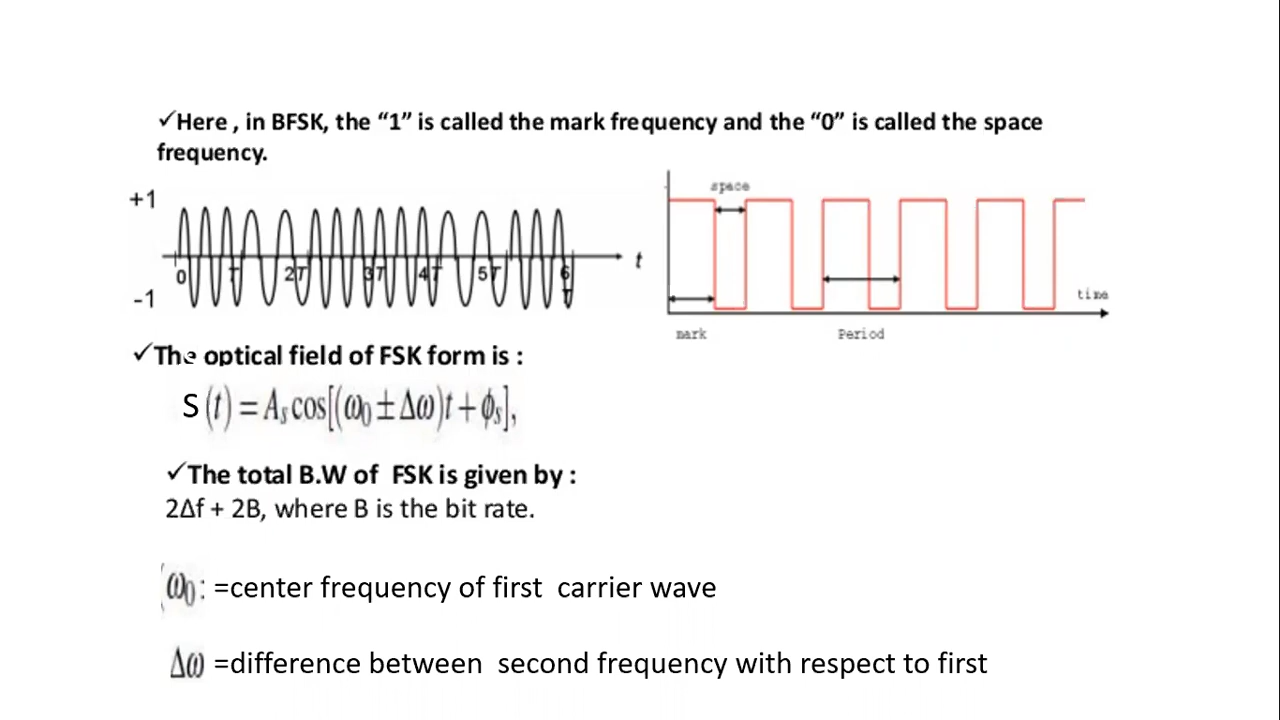 ✓Here , in BFSK, the “1” is called the mark frequency and the “0” is called the space
frequency.
+1
-1
0 T 2T 3T 4T 5T 6T
t
space
mark
Period
time
✓The optical field of FSK form is :
S (t) = Aₛ cos[(ω₀ ± Δω)t + ϕₛ],
✓The total B.W of FSK is given by :
2Δf + 2B, where B is the bit rate.
ω₀: =center frequency of first carrier wave
Δω =difference between second frequency with respect to first